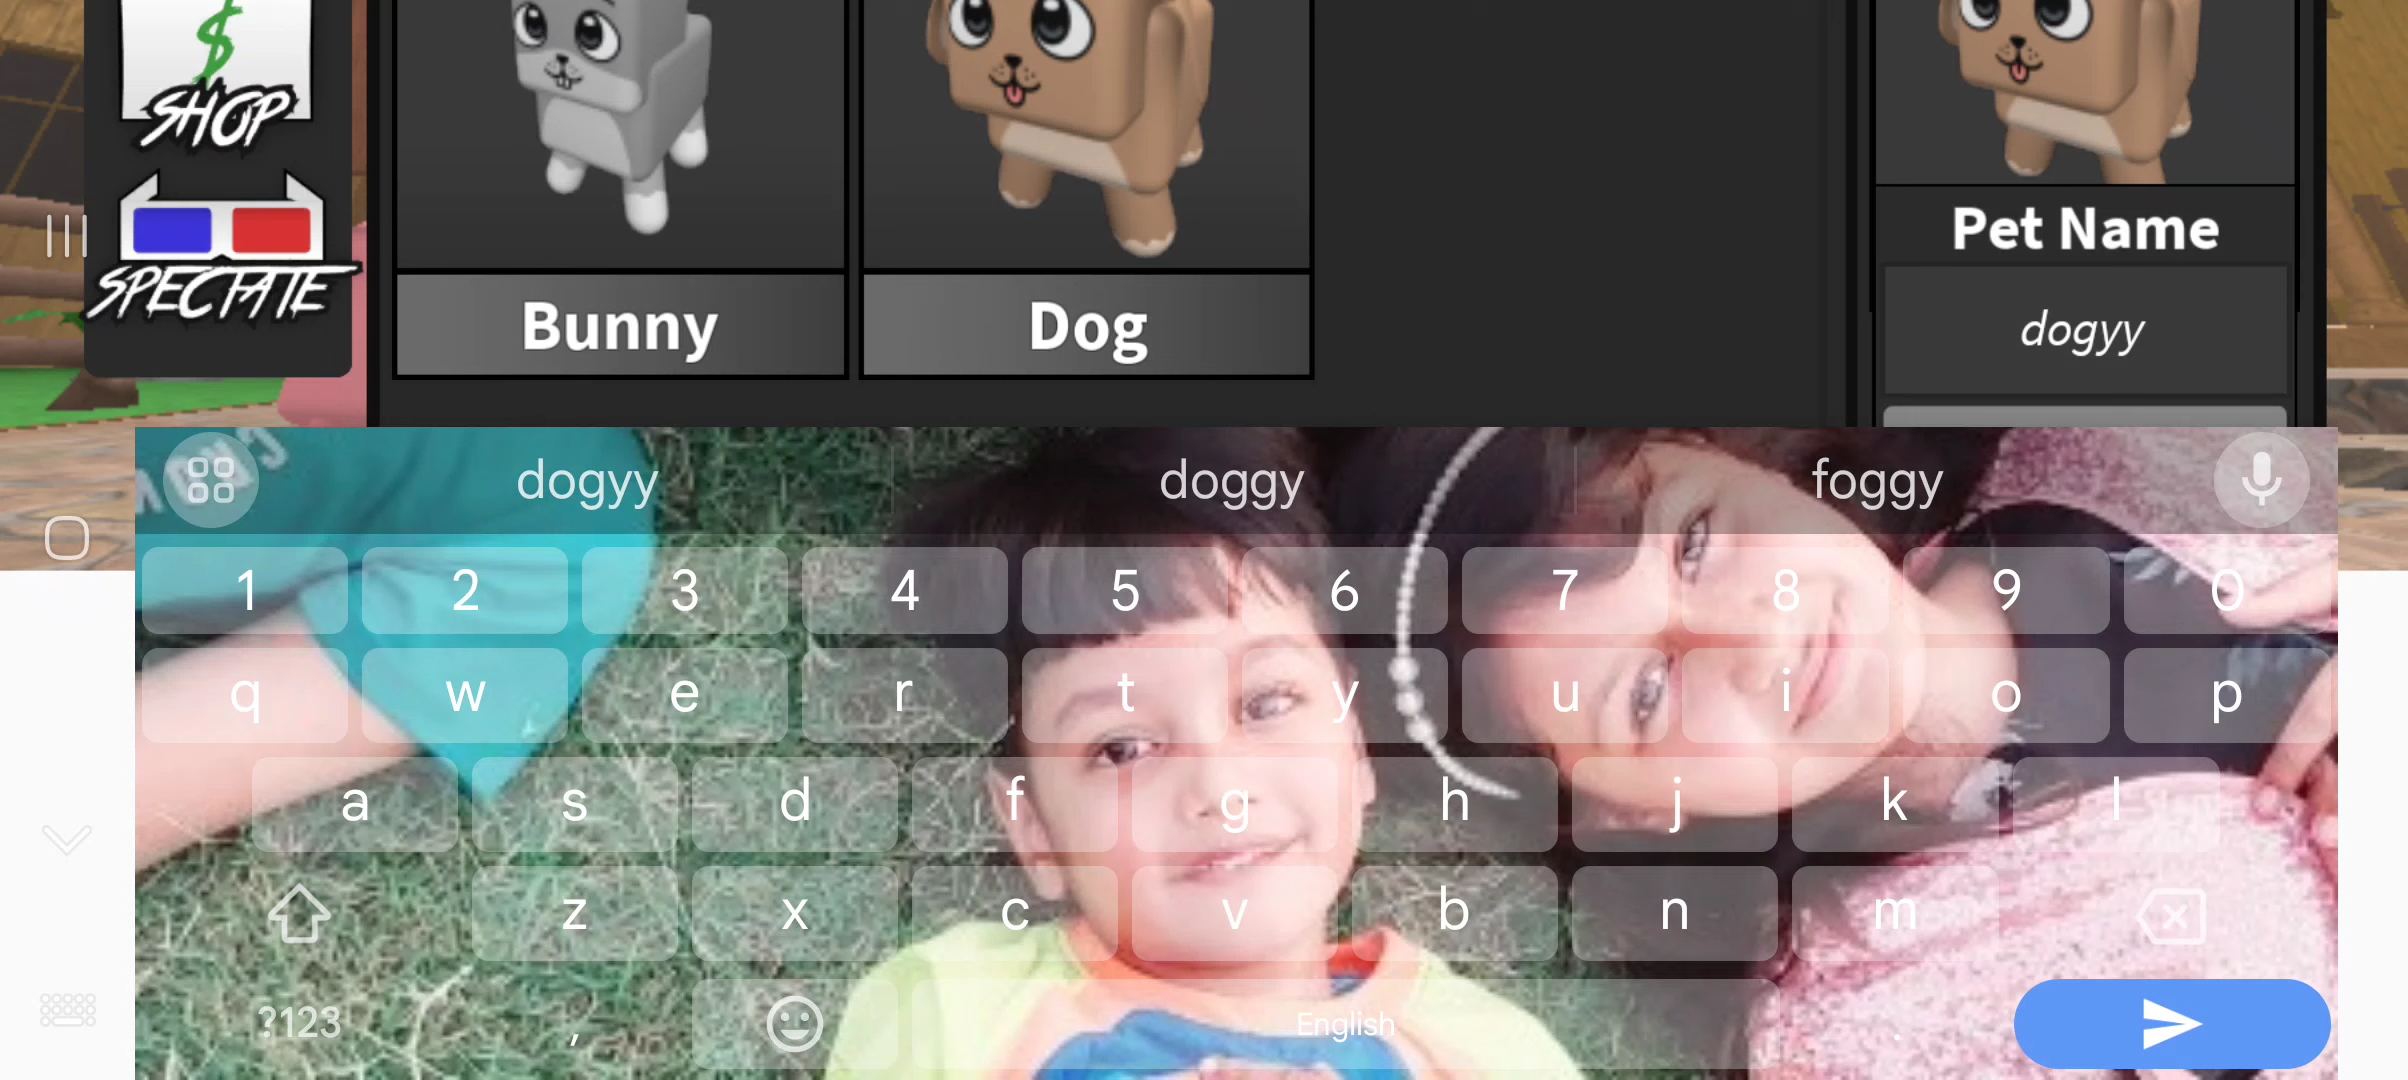 SHOP
SPECTATE
Bunny
Dog
Pet Name
dogyy
dogyy doggy foggy
1 2 3 4 5 6 7 8 9 0
q w e r t y u i o p
a s d f g h j k l
z x c v b n m
?123 , English .